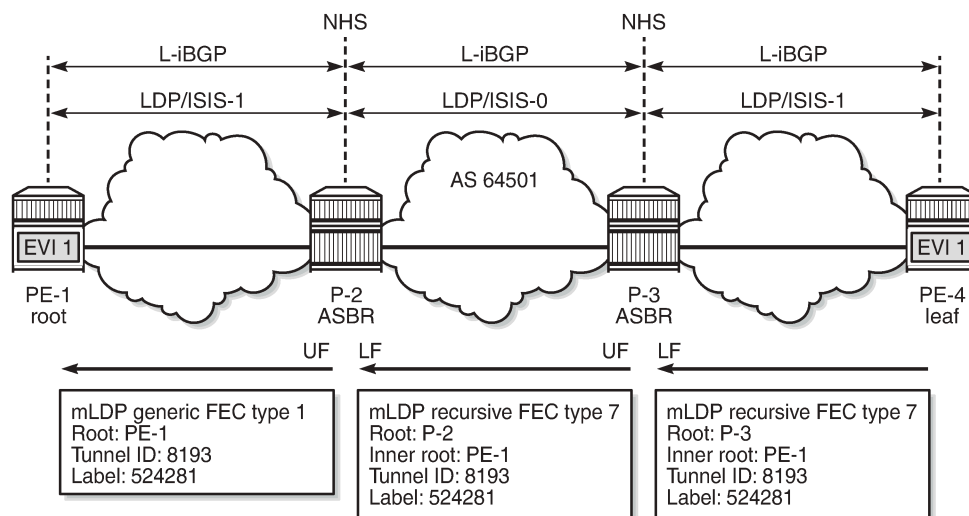 NHS NHS
L-iBGP L-iBGP L-iBGP
LDP/ISIS-1 LDP/ISIS-0 LDP/ISIS-1
AS 64501
EVI 1 EVI 1
PE-1
root
P-2
ASBR
P-3
ASBR
PE-4
leaf
UF LF UF LF
mLDP generic FEC type 1
Root: PE-1
Tunnel ID: 8193
Label: 524281
mLDP recursive FEC type 7
Root: P-2
Inner root: PE-1
Tunnel ID: 8193
Label: 524281
mLDP recursive FEC type 7
Root: P-3
Inner root: PE-1
Tunnel ID: 8193
Label: 524281